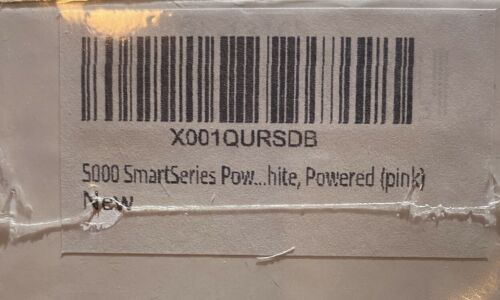 X001QURSDB
5000 SmartSeries Pow...hite, Powered (pink)
New